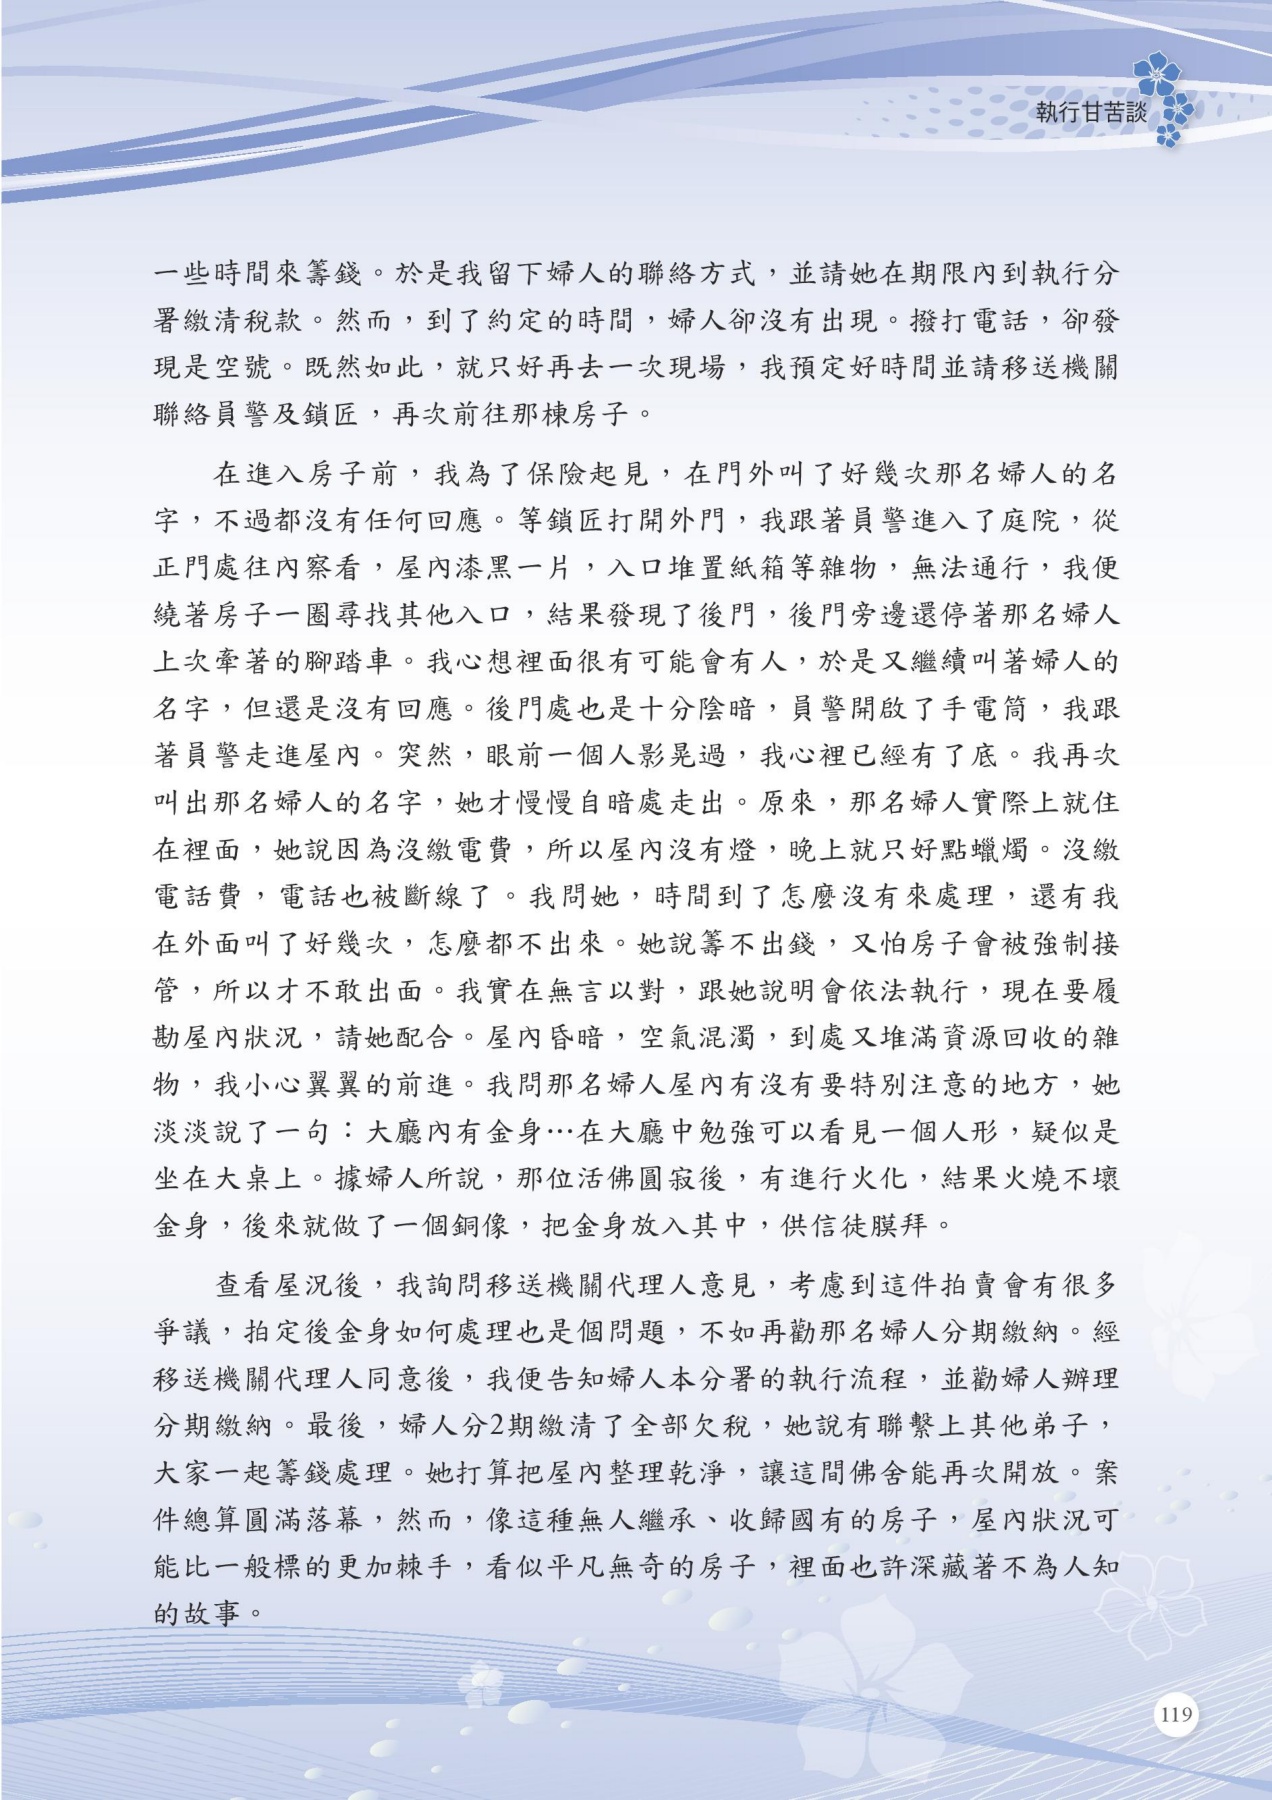 執行甘苦談
一些時間來籌錢。於是我留下婦人的聯絡方式，並請她在期限內到執行分
署繳清稅款。然而，到了約定的時間，婦人卻沒有出現。撥打電話，卻發
現是空號。既然如此，就只好再去一次現場，我預定好時間並請移送機關
聯絡員警及鎖匠，再次前往那棟房子。
在進入房子前，我為了保險起見，在門外叫了好幾次那名婦人的名
字，不過都沒有任何回應。等鎖匠打開外門，我跟著員警進入了庭院，從
正門處往內察看，屋內漆黑一片，入口堆置紙箱等雜物，無法通行，我便
繞著房子一圈尋找其他入口，結果發現了後門，後門旁邊還停著那名婦人
上次牽著的腳踏車。我心想裡面很有可能會有人，於是又繼續叫著婦人的
名字，但還是沒有回應。後門處也是十分陰暗，員警開啟了手電筒，我跟
著員警走進屋內。突然，眼前一個人影晃過，我心裡已經有了底。我再次
叫出那名婦人的名字，她才慢慢自暗處走出。原來，那名婦人實際上就住
在裡面，她說因為沒繳電費，所以屋內沒有燈，晚上就只好點蠟燭。沒繳
電話費，電話也被斷線了。我問她，時間到了怎麼沒有來處理，還有我
在外面叫了好幾次，怎麼都不出來。她說籌不出錢，又怕房子會被強制接
管，所以才不敢出面。我實在無言以對，跟她說明會依法執行，現在要履
勘屋內狀況，請她配合。屋內昏暗，空氣混濁，到處又堆滿資源回收的雜
物，我小心翼翼的前進。我問那名婦人屋內有沒有要特別注意的地方，她
淡淡說了一句：大廳內有金身…在大廳中勉強可以看見一個人形，疑似是
坐在大桌上。據婦人所說，那位活佛圓寂後，有進行火化，結果火燒不壞
金身，後來就做了一個銅像，把金身放入其中，供信徒膜拜。
查看屋況後，我詢問移送機關代理人意見，考慮到這件拍賣會有很多
爭議，拍定後金身如何處理也是個問題，不如再勸那名婦人分期繳納。經
移送機關代理人同意後，我便告知婦人本分署的執行流程，並勸婦人辦理
分期繳納。最後，婦人分2期繳清了全部欠稅，她說有聯繫上其他弟子，
大家一起籌錢處理。她打算把屋內整理乾淨，讓這間佛舍能再次開放。案
件總算圓滿落幕，然而，像這種無人繼承、收歸國有的房子，屋內狀況可
能比一般標的更加棘手，看似平凡無奇的房子，裡面也許深藏著不為人知
的故事。
119